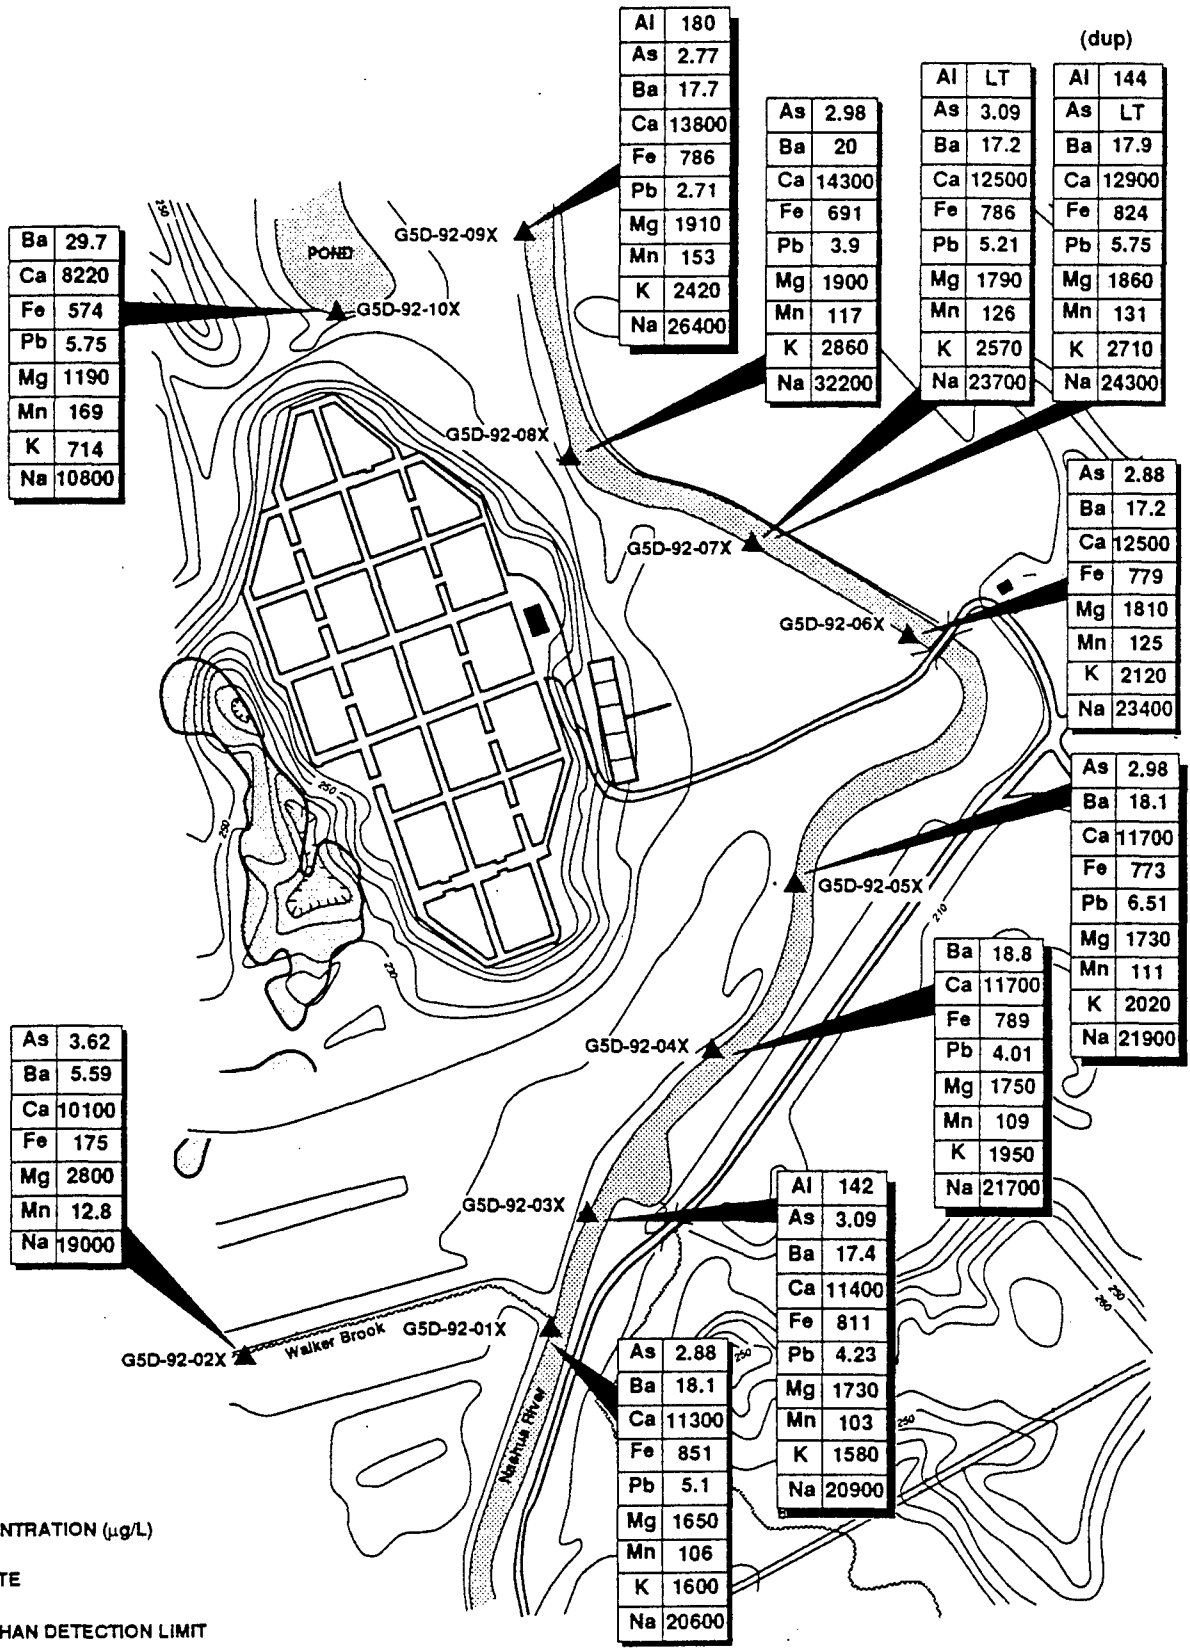 Al 180
As 2.77
Ba 17.7
Ca 13800
Fe 786
Pb 2.71
Mg 1910
Mn 153
K 2420
Na 26400
(dup)
Al LT
As 3.09
Ba 17.2
Ca 12500
Fe 786
Pb 5.21
Mg 1790
Mn 126
K 2570
Na 23700
Al 144
As LT
Ba 17.9
Ca 12900
Fe 824
Pb 5.75
Mg 1860
Mn 131
K 2710
Na 24300
As 2.98
Ba 20
Ca 14300
Fe 691
Pb 3.9
Mg 1900
Mn 117
K 2860
Na 32200
250
POND
G5D-92-09X
G5D-92-10X
Ba 29.7
Ca 8220
Fe 574
Pb 5.75
Mg 1190
Mn 169
K 714
Na 10800
G5D-92-08X
G5D-92-07X
G5D-92-06X
As 2.88
Ba 17.2
Ca 12500
Fe 779
Mg 1810
Mn 125
K 2120
Na 23400
250
250
As 2.98
Ba 18.1
Ca 11700
Fe 773
Pb 6.51
Mg 1730
Mn 111
K 2020
Na 21900
G5D-92-05X
210
230
Ba 18.8
Ca 11700
Fe 789
Pb 4.01
Mg 1750
Mn 109
K 1950
Na 21700
G5D-92-04X
As 3.62
Ba 5.59
Ca 10100
Fe 175
Mg 2800
Mn 12.8
Na 19000
G5D-92-03X
Al 142
As 3.09
Ba 17.4
Ca 11400
Fe 811
Pb 4.23
Mg 1730
Mn 103
K 1580
Na 20900
250
260
G5D-92-01X
Walker Brook
G5D-92-02X
250
250
As 2.88
Ba 18.1
Ca 11300
Fe 851
Pb 5.1
Mg 1650
Mn 106
K 1600
Na 20600
Nashua River
NTRATION (µg/L)
TE
HAN DETECTION LIMIT